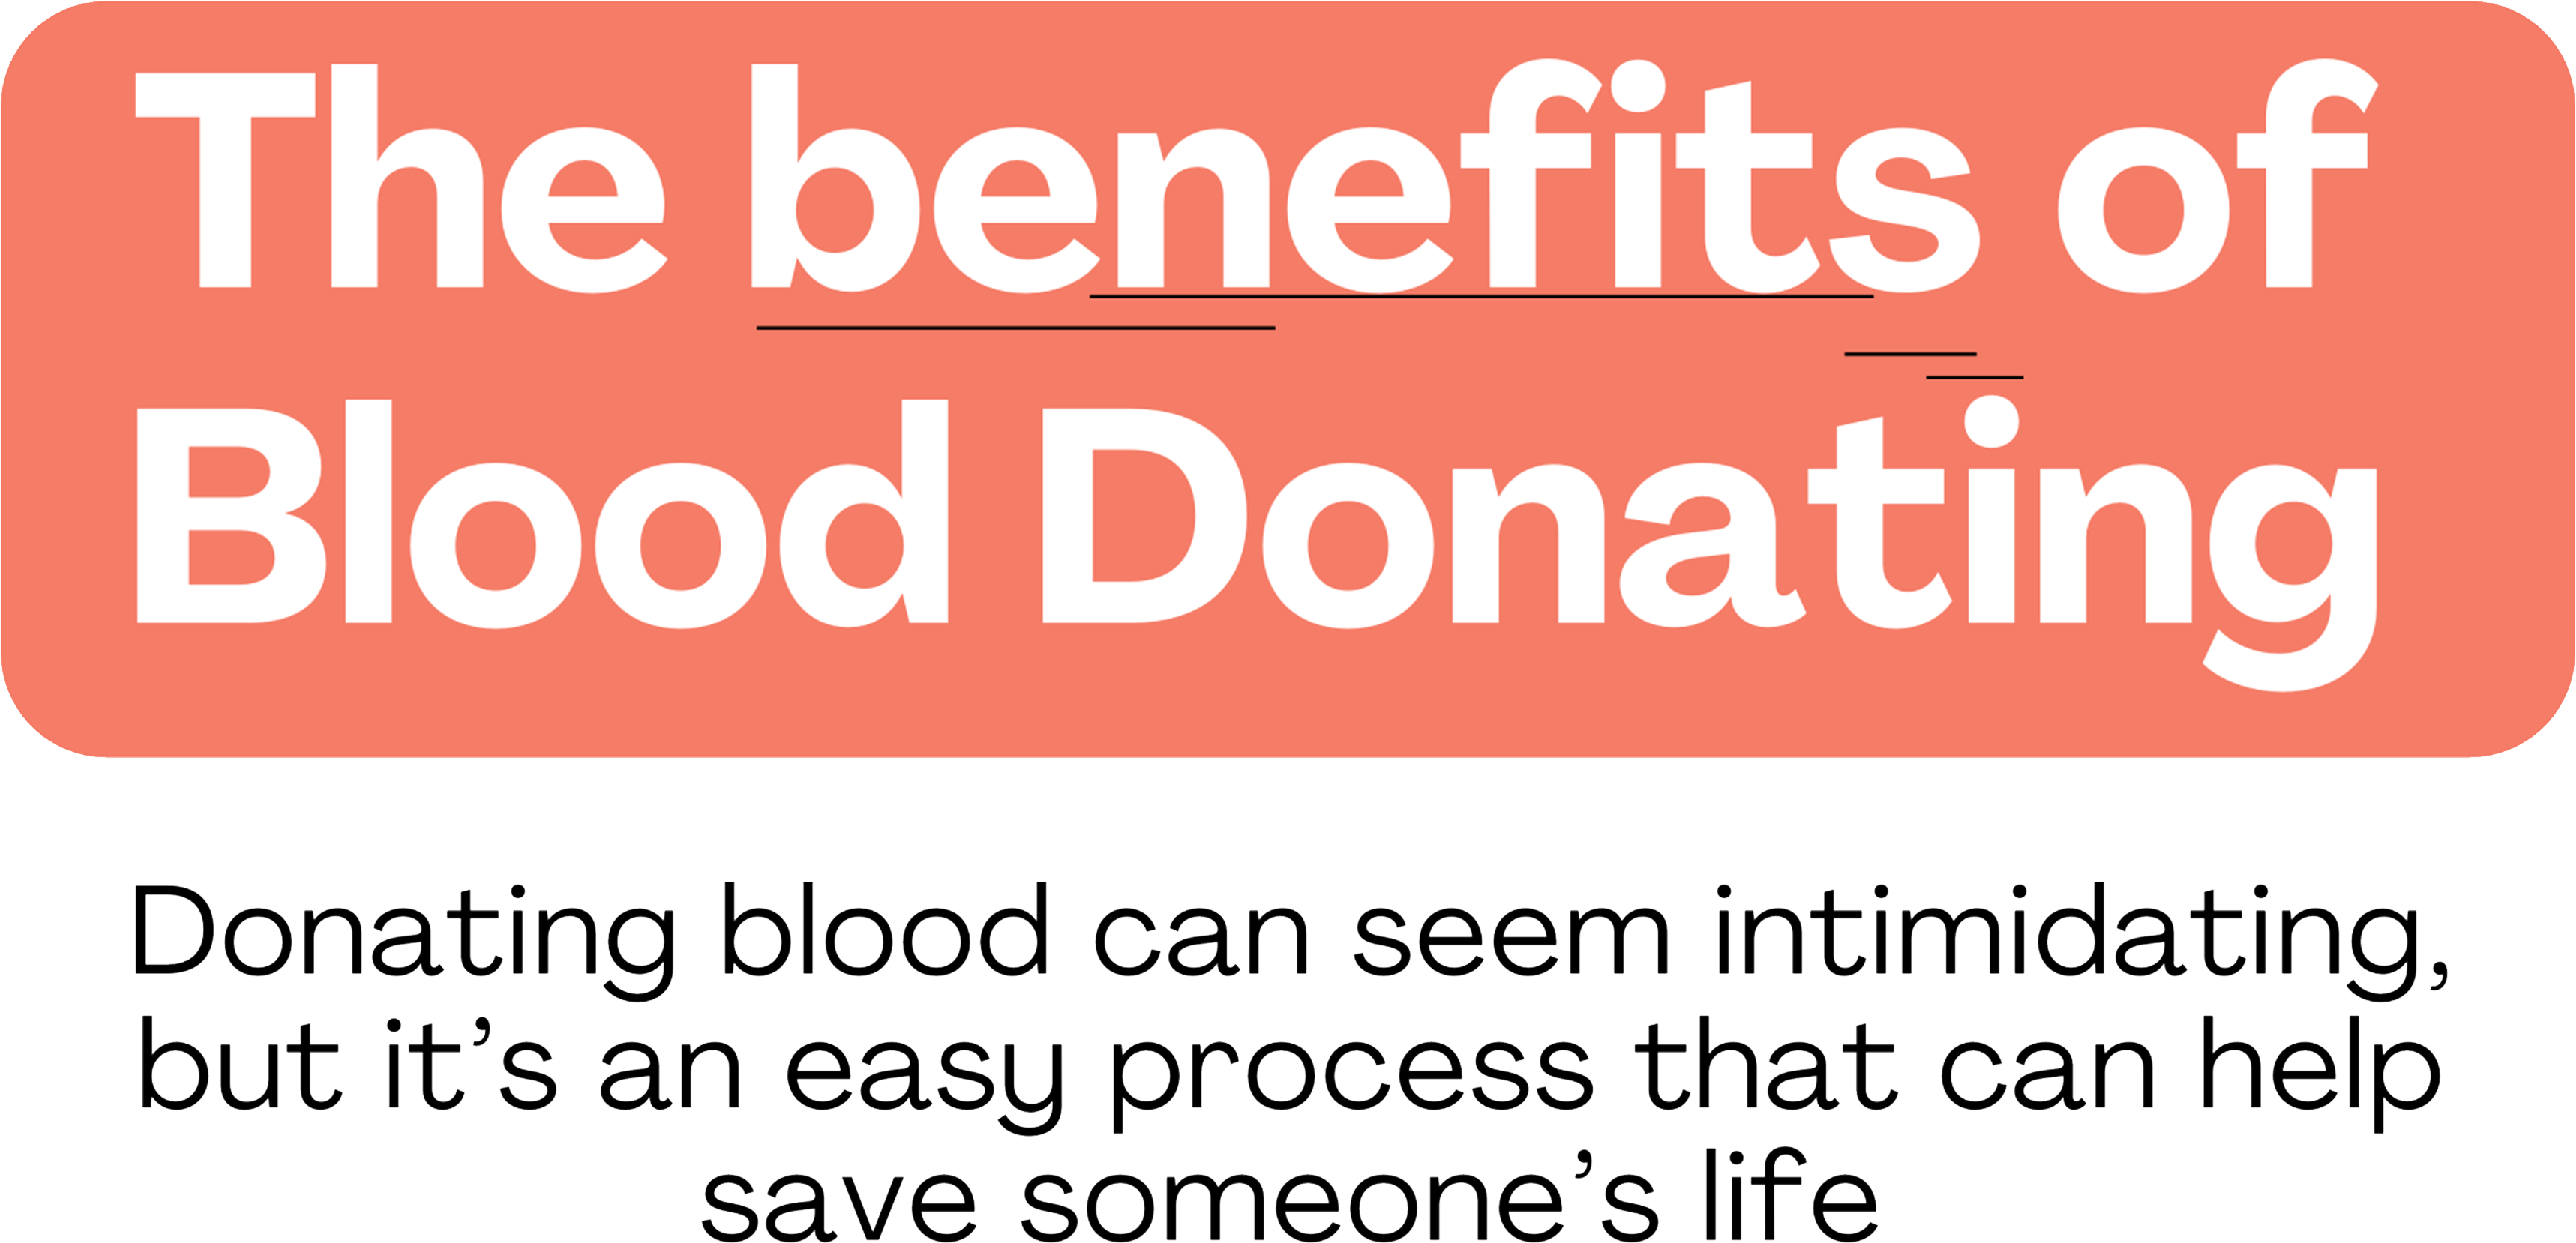 The benefits of
Blood Donating
Donating blood can seem intimidating,
but it’s an easy process that can help
save someone’s life